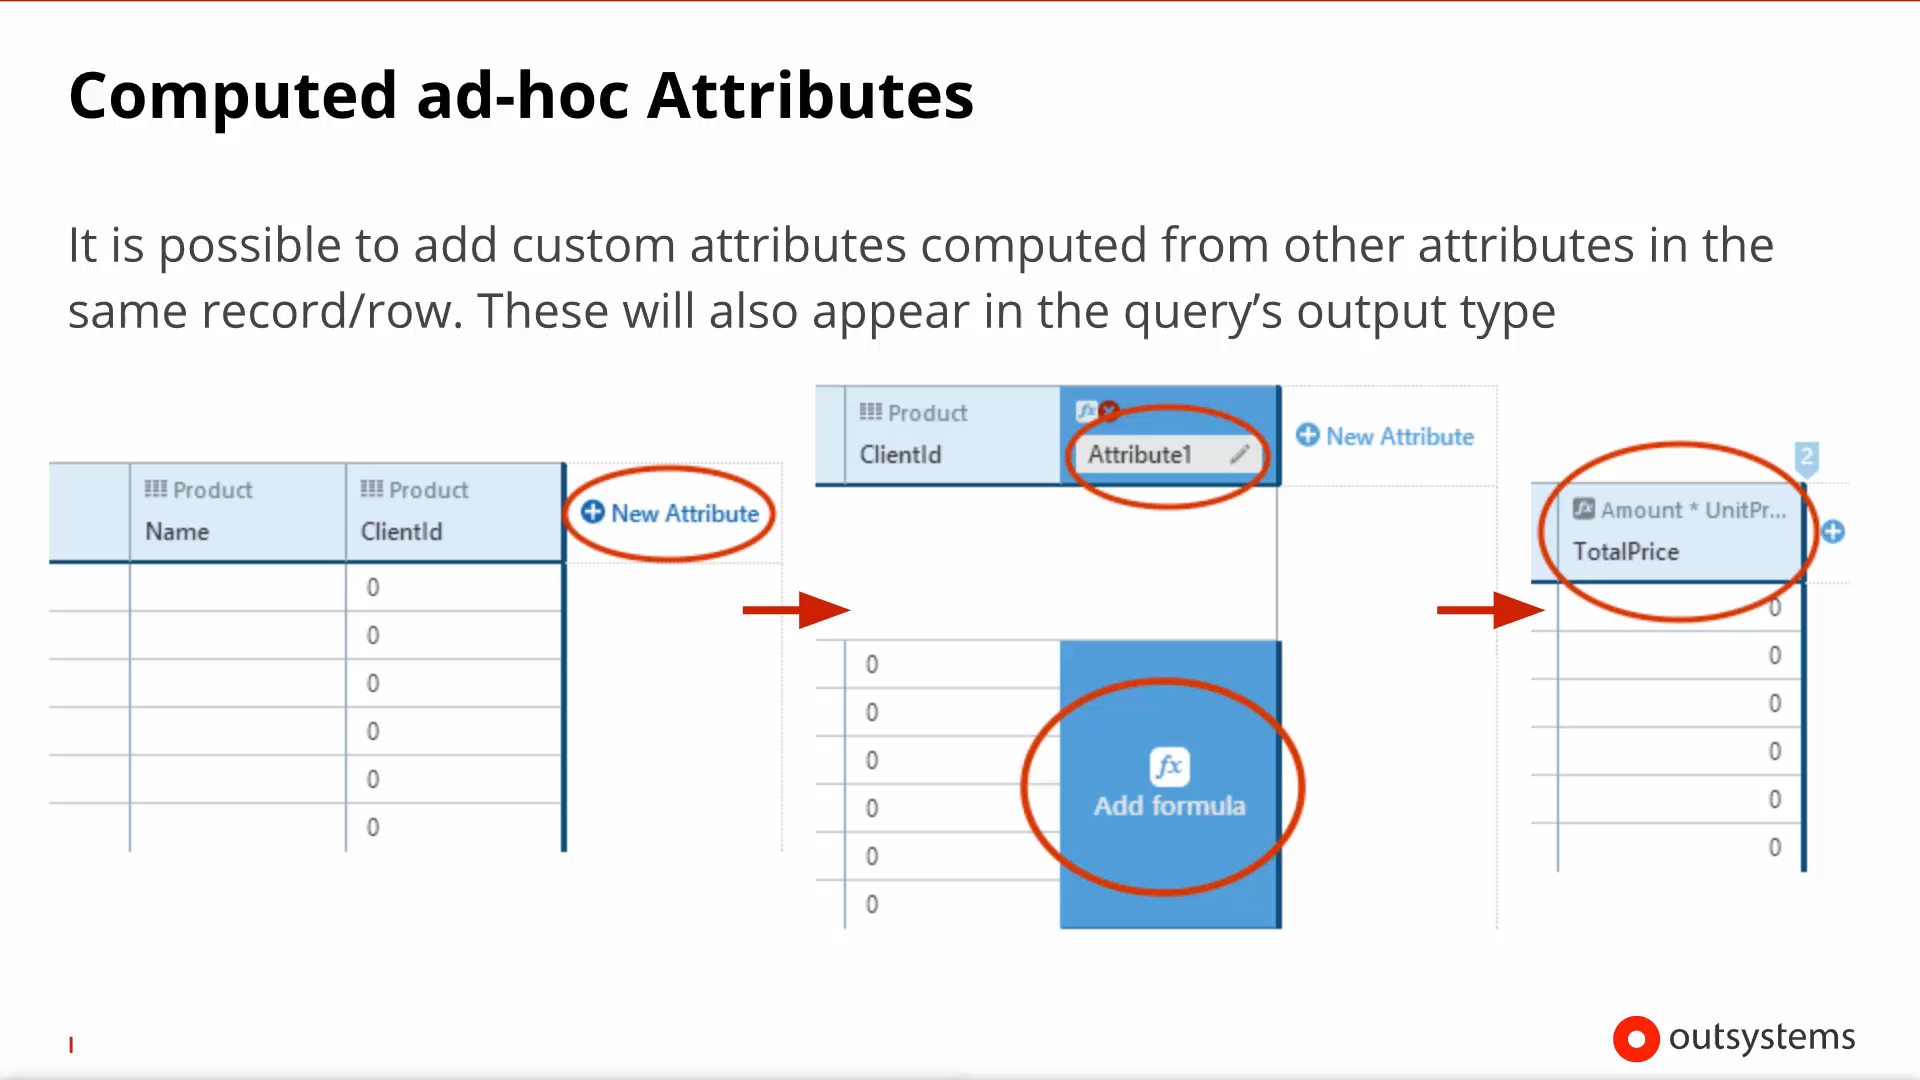 Computed ad-hoc Attributes
It is possible to add custom attributes computed from other attributes in the
same record/row. These will also appear in the query’s output type
Product
Name
Product
ClientId
New Attribute
0
0
0
0
0
0
Product
ClientId
fx
Attribute1
New Attribute
0
0
0
0
0
0
fx
Add formula
2
fx Amount * UnitPr...
TotalPrice
0
0
0
0
0
0
I
outsystems